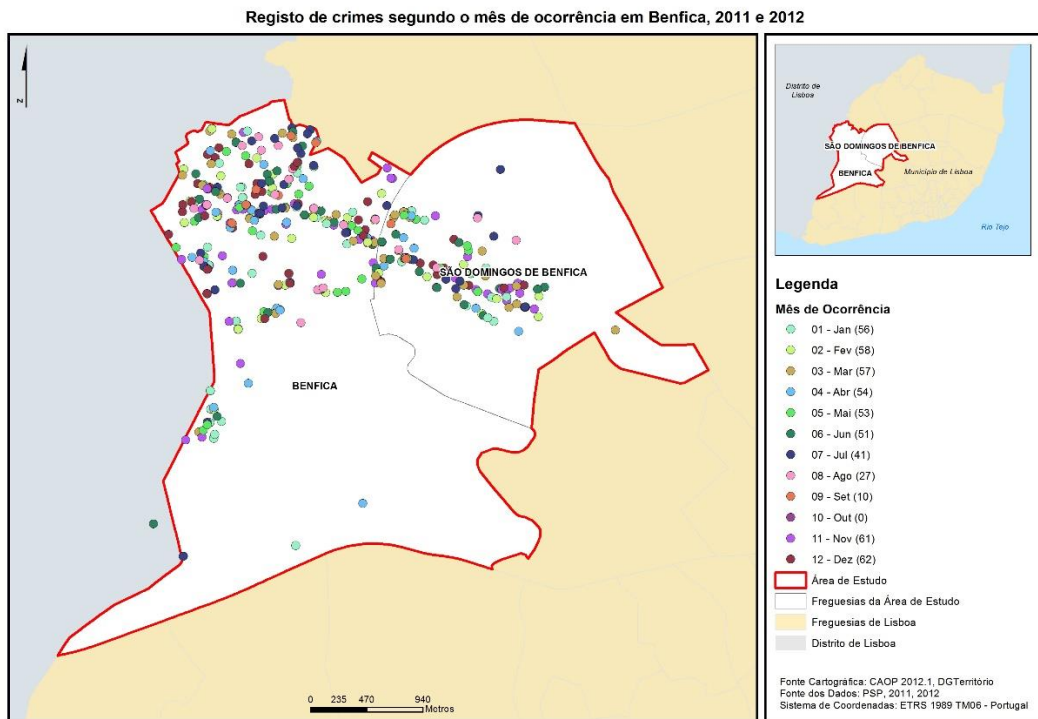 Registo de crimes segundo o mês de ocorrência em Benfica, 2011 e 2012
N
SÃO DOMINGOS DE BENFICA
BENFICA
0 235 470 940
Metros
Distrito de
Lisboa
SÃO DOMINGOS DE BENFICA
BENFICA
Município de Lisboa
Rio Tejo
Legenda
Mês de Ocorrência
01 - Jan (56)
02 - Fev (58)
03 - Mar (57)
04 - Abr (54)
05 - Mai (53)
06 - Jun (51)
07 - Jul (41)
08 - Ago (27)
09 - Set (10)
10 - Out (0)
11 - Nov (61)
12 - Dez (62)
Área de Estudo
Freguesias da Área de Estudo
Freguesias de Lisboa
Distrito de Lisboa
Fonte Cartográfica: CAOP 2012.1, DGTerritório
Fonte dos Dados: PSP, 2011, 2012
Sistema de Coordenadas: ETRS 1989 TM06 - Portugal